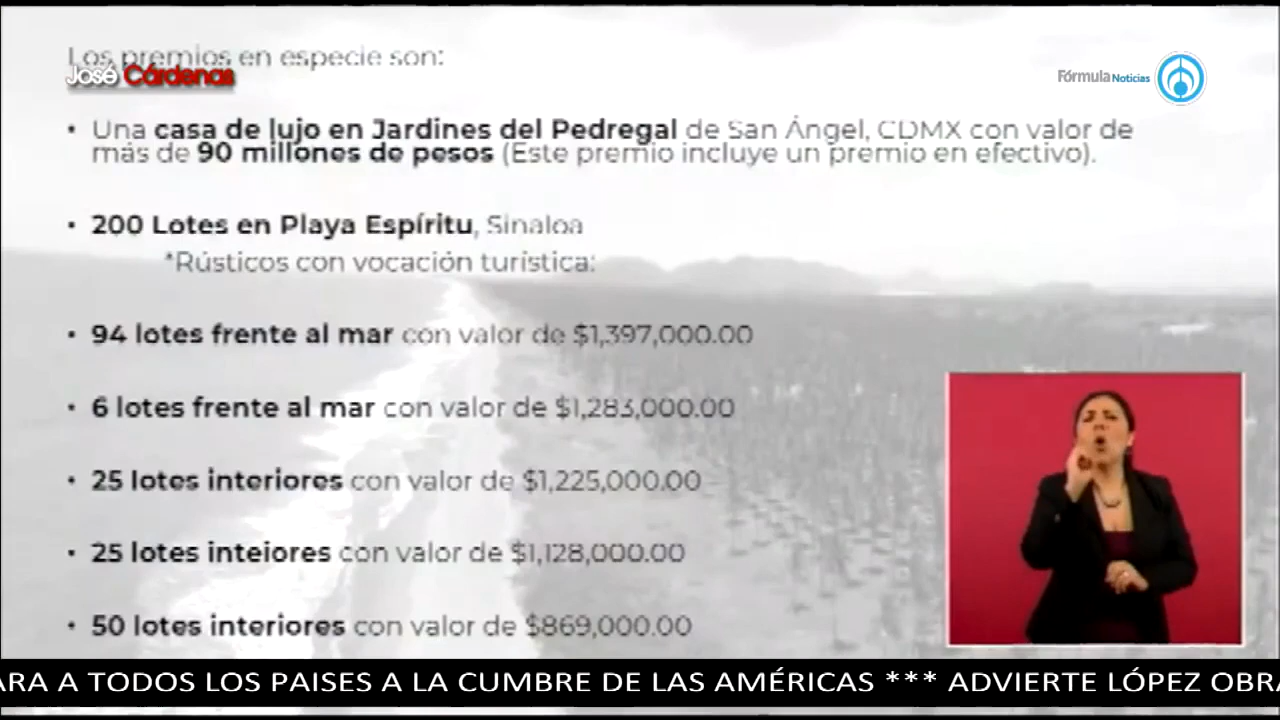 Los premios en especie son:
José Cárdenas
Fórmula Noticias
• Una casa de lujo en Jardines del Pedregal de San Ángel, CDMX con valor de
más de 90 millones de pesos (Este premio incluye un premio en efectivo).
• 200 Lotes en Playa Espíritu, Sinaloa
*Rústicos con vocación turística:
• 94 lotes frente al mar con valor de $1,397,000.00
• 6 lotes frente al mar con valor de $1,283,000.00
• 25 lotes interiores con valor de $1,225,000.00
• 25 lotes inteiores con valor de $1,128,000.00
• 50 lotes interiores con valor de $869,000.00
ARA A TODOS LOS PAISES A LA CUMBRE DE LAS AMÉRICAS *** ADVIERTE LÓPEZ OBRA